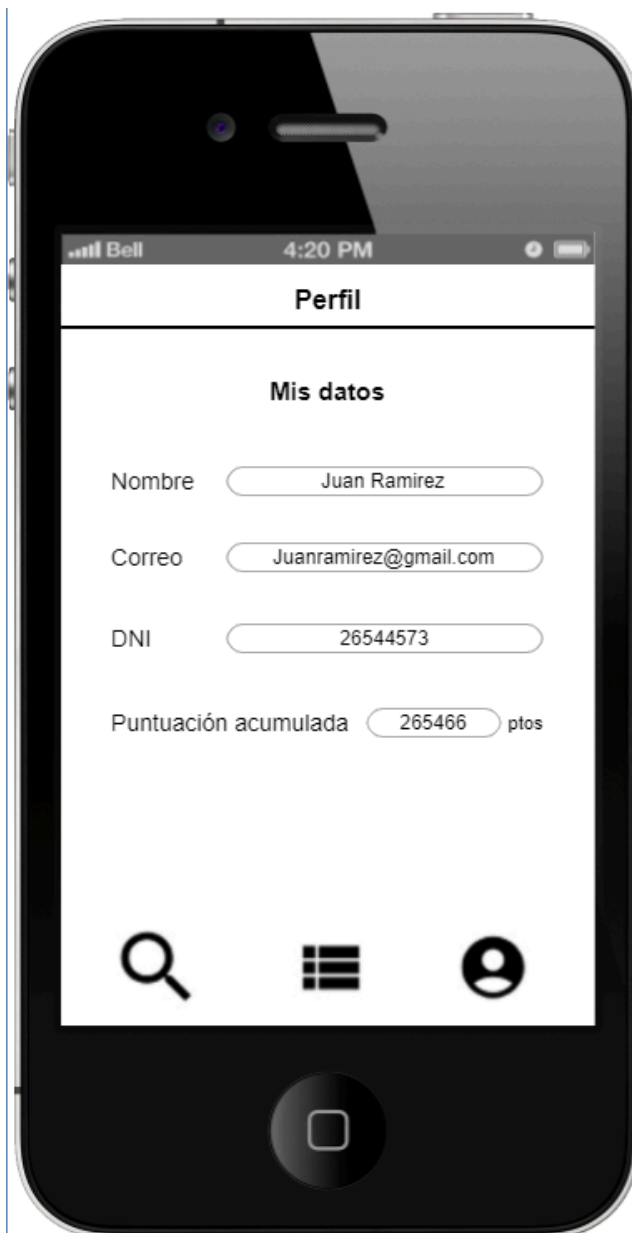 Bell 4:20 PM
Perfil
Mis datos
Nombre Juan Ramirez
Correo Juanramirez@gmail.com
DNI 26544573
Puntuación acumulada 265466 ptos